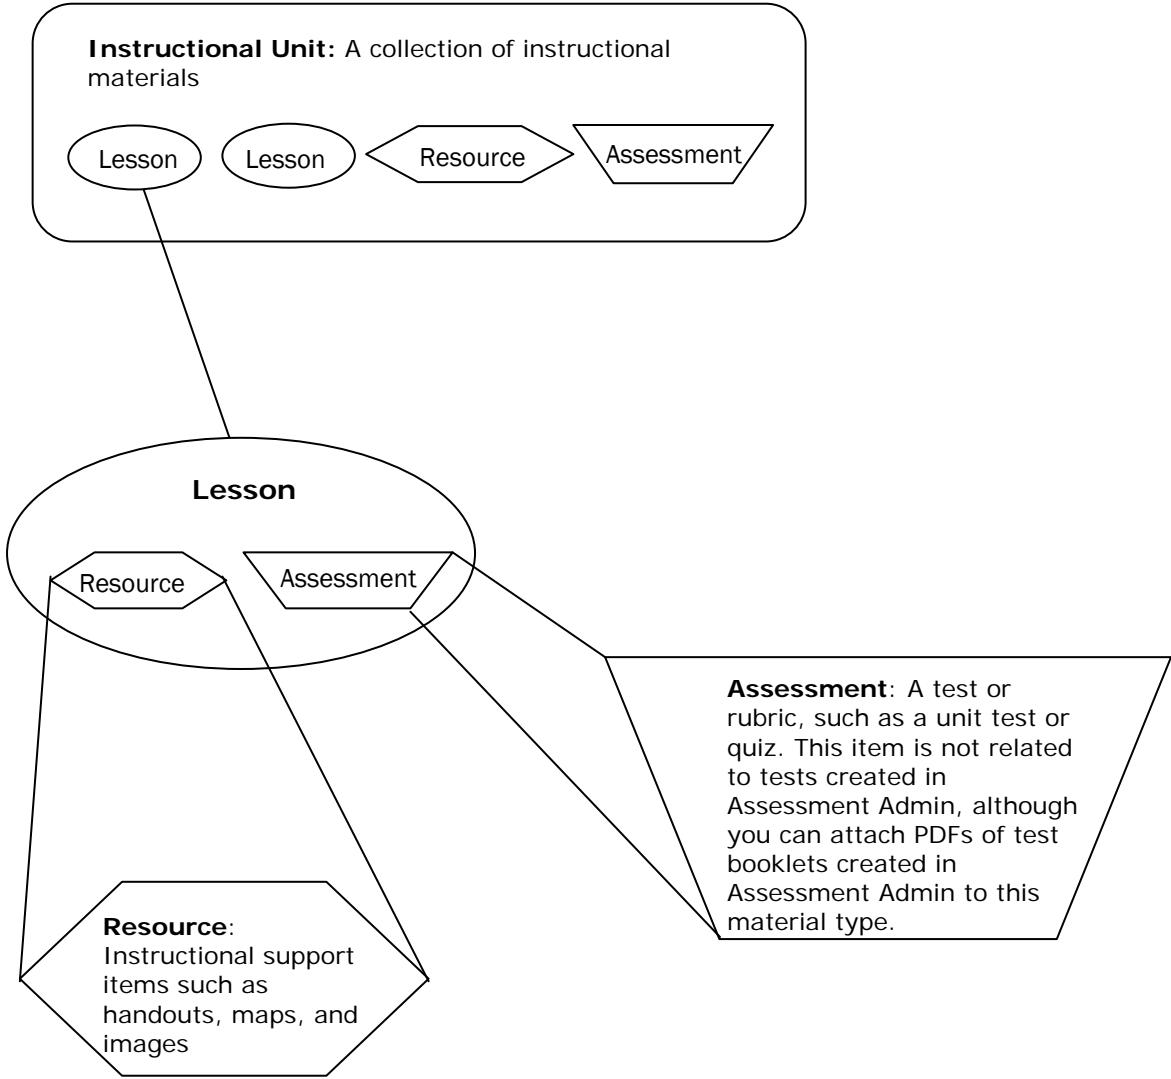 Instructional Unit: A collection of instructional
materials
Lesson
Lesson
Resource
Assessment
Lesson
Resource
Assessment
Assessment: A test or
rubric, such as a unit test or
quiz. This item is not related
to tests created in
Assessment Admin, although
you can attach PDFs of test
booklets created in
Assessment Admin to this
material type.
Resource:
Instructional support
items such as
handouts, maps, and
images